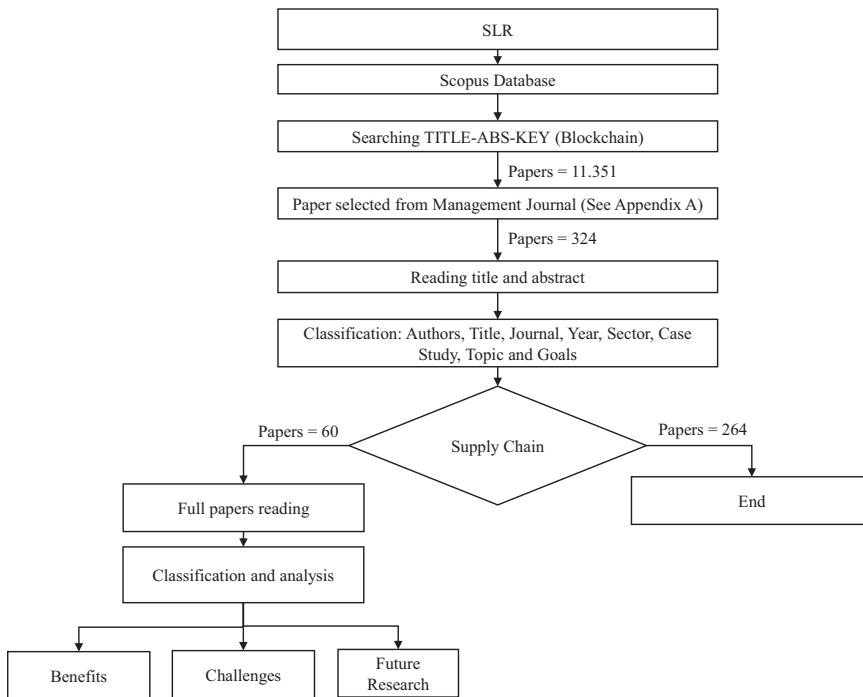 SLR
Scopus Database
Searching TITLE-ABS-KEY (Blockchain)
Papers = 11.351
Paper selected from Management Journal (See Appendix A)
Papers = 324
Reading title and abstract
Classification: Authors, Title, Journal, Year, Sector, Case
Study, Topic and Goals
Papers = 60
Supply Chain
Papers = 264
Full papers reading
End
Classification and analysis
Benefits
Challenges
Future
Research